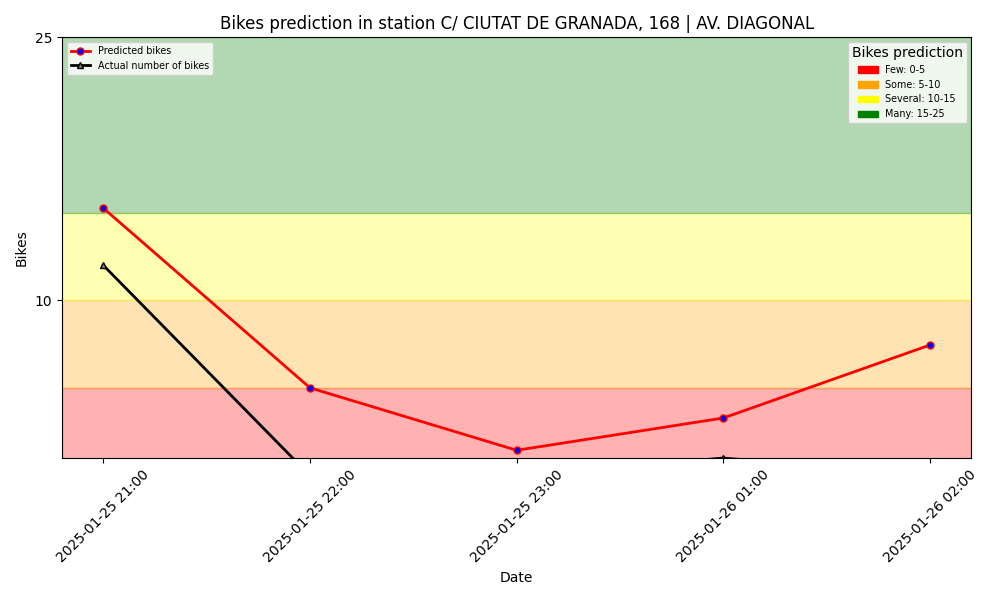 Bikes prediction in station C/ CIUTAT DE GRANADA, 168 | AV. DIAGONAL
25
Predicted bikes
Actual number of bikes
Bikes prediction
Few: 0-5
Some: 5-10
Several: 10-15
Many: 15-25
Bikes
10
2025-01-25 21:00
2025-01-25 22:00
2025-01-25 23:00
2025-01-26 01:00
2025-01-26 02:00
Date